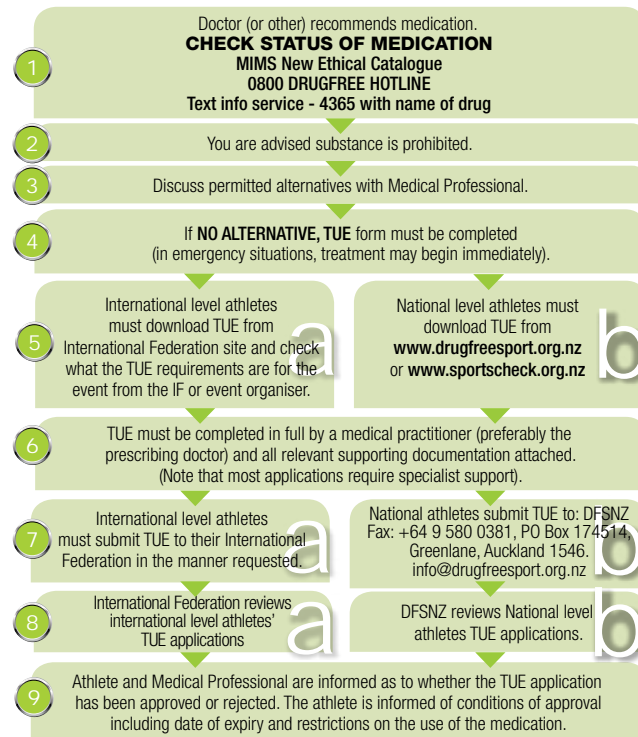 Doctor (or other) recommends medication.
CHECK STATUS OF MEDICATION
MIMS New Ethical Catalogue
0800 DRUGFREE HOTLINE
Text info service - 4365 with name of drug
1
2
You are advised substance is prohibited.
3
Discuss permitted alternatives with Medical Professional.
4
If NO ALTERNATIVE, TUE form must be completed
(in emergency situations, treatment may begin immediately).
5
International level athletes
must download TUE from
International Federation site and check
what the TUE requirements are for the
event from the IF or event organiser.
a
National level athletes must
download TUE from
www.drugfreesport.org.nz
or www.sportscheck.org.nz
b
6
TUE must be completed in full by a medical practitioner (preferably the
prescribing doctor) and all relevant supporting documentation attached.
(Note that most applications require specialist support).
7
International level athletes
must submit TUE to their International
Federation in the manner requested.
a
National athletes submit TUE to: DFSNZ
Fax: +64 9 580 0381, PO Box 174514,
Greenlane, Auckland 1546.
info@drugfreesport.org.nz
b
8
International Federation reviews
international level athletes'
TUE applications
a
DFSNZ reviews National level
athletes TUE applications.
b
9
Athlete and Medical Professional are informed as to whether the TUE application
has been approved or rejected. The athlete is informed of conditions of approval
including date of expiry and restrictions on the use of the medication.